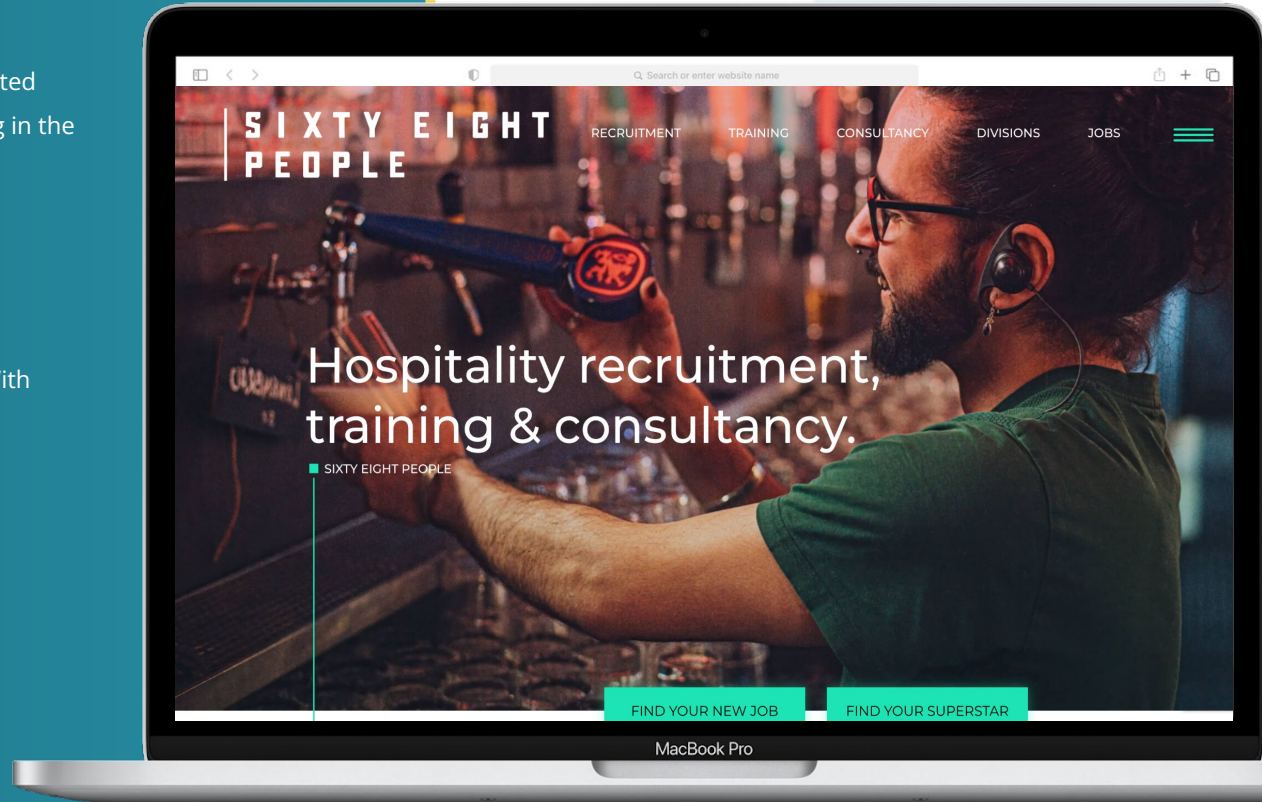 ted
g in the
ith
Search or enter website name
SIXTY EIGHT
PEOPLE
RECRUITMENT TRAINING CONSULTANCY DIVISIONS JOBS
Hospitality recruitment,
training & consultancy.
SIXTY EIGHT PEOPLE
FIND YOUR NEW JOB FIND YOUR SUPERSTAR
MacBook Pro